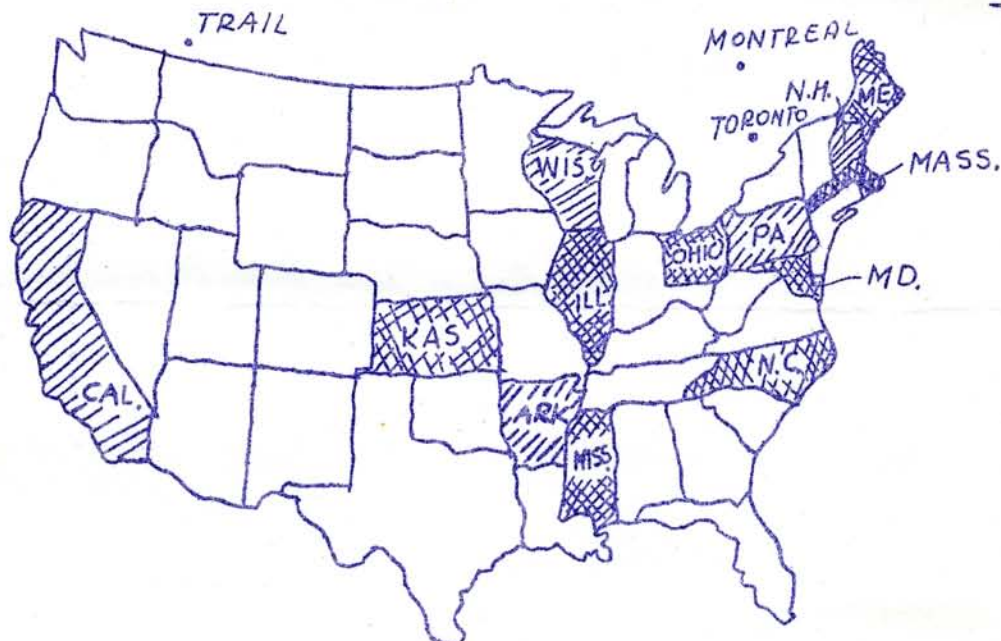 TRAIL
MONTREAL
N.H.
ME.
TORONTO
WIS.
MASS.
OHIO
PA.
ILL.
MD.
KAS.
N.C.
CAL.
ARK.
MISS.